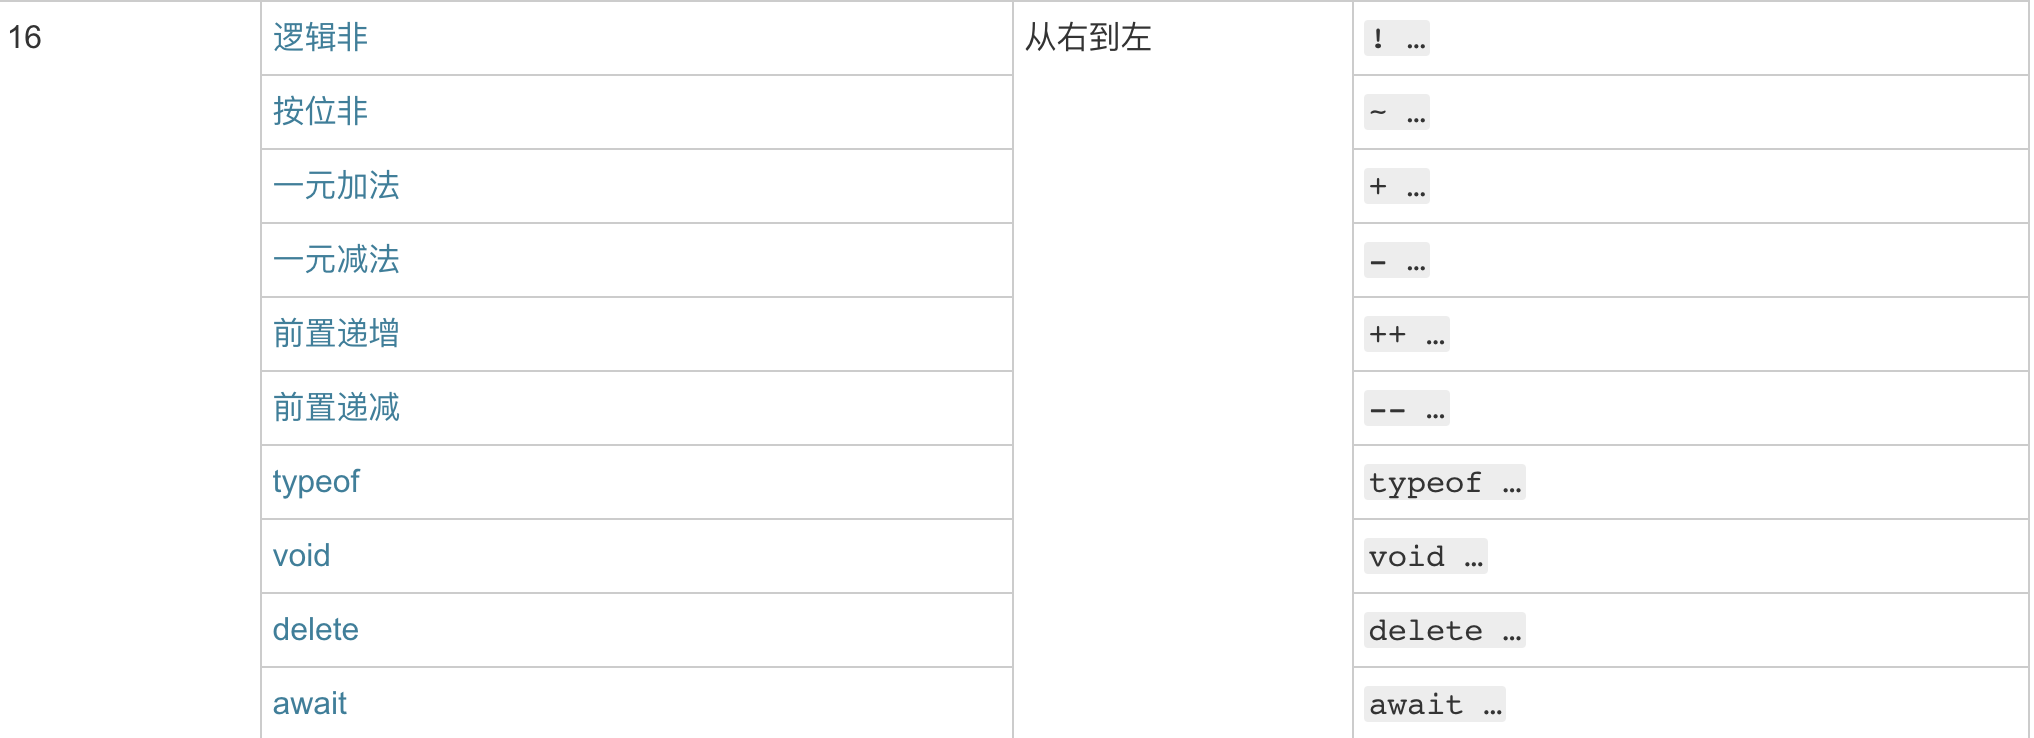 16 逻辑非 从右到左 ! …
按位非 ~ …
一元加法 + …
一元减法 - …
前置递增 ++ …
前置递减 -- …
typeof typeof …
void void …
delete delete …
await await …